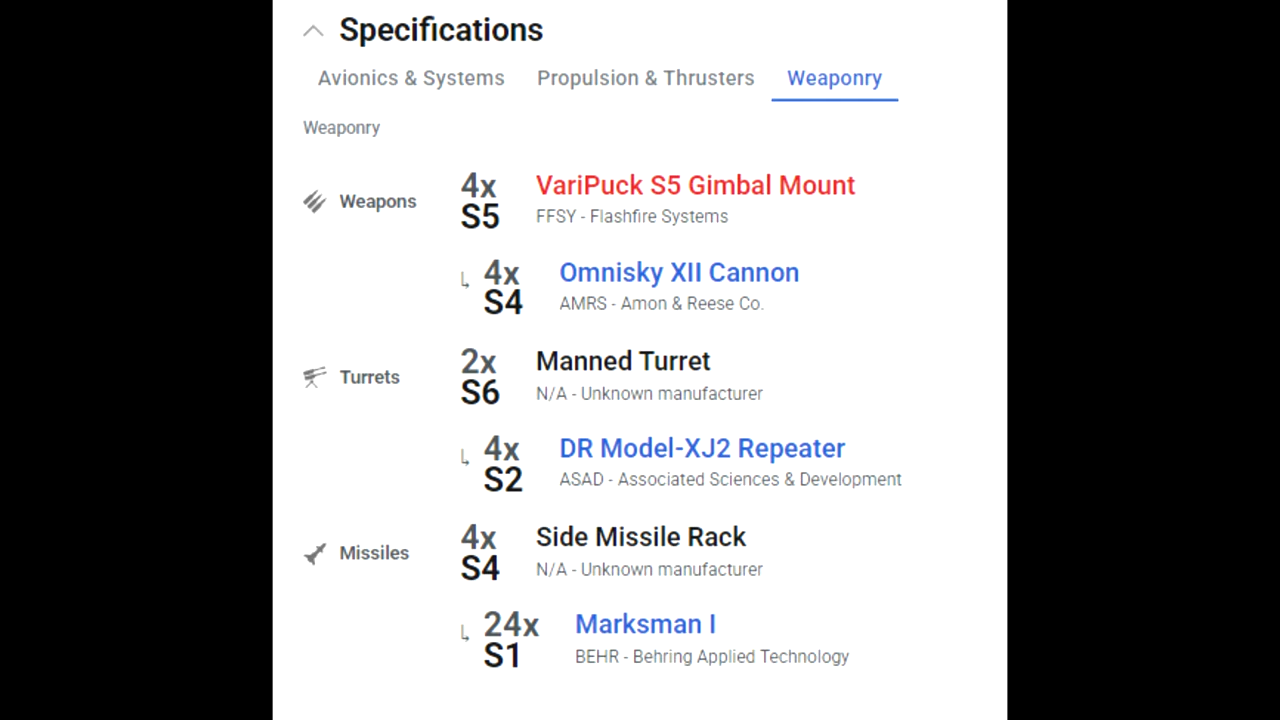 Specifications
Avionics & Systems Propulsion & Thrusters Weaponry
Weaponry
Weapons
4x
S5
VariPuck S5 Gimbal Mount
FFSY - Flashfire Systems
4x
S4
Omnisky XII Cannon
AMRS - Amon & Reese Co.
Turrets
2x
S6
Manned Turret
N/A - Unknown manufacturer
4x
S2
DR Model-XJ2 Repeater
ASAD - Associated Sciences & Development
Missiles
4x
S4
Side Missile Rack
N/A - Unknown manufacturer
24x
S1
Marksman I
BEHR - Behring Applied Technology